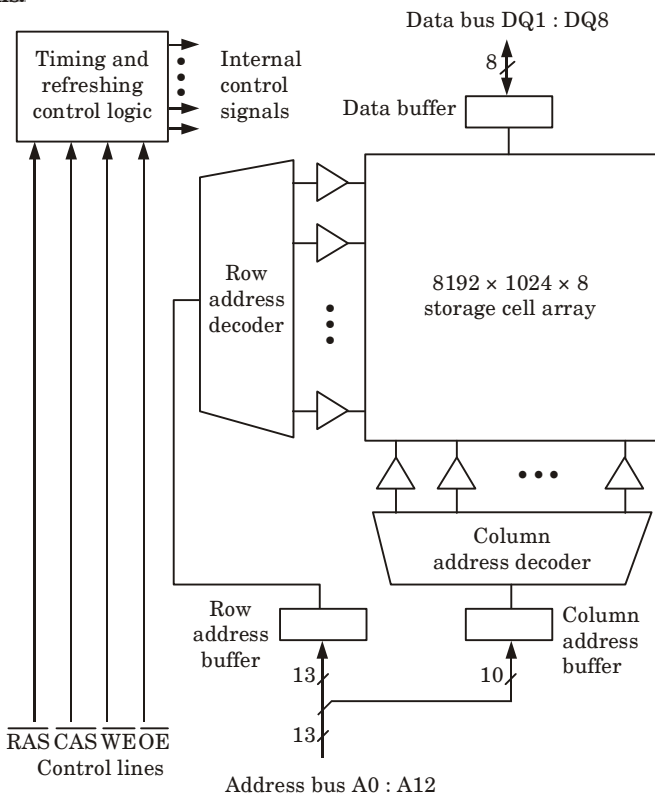 Data bus DQ1 : DQ8
Timing and
refreshing
control logic
Internal
control
signals
8
Data buffer
Row
address
decoder
8192 × 1024 × 8
storage cell array
Column
address decoder
Row
address
buffer
Column
address
buffer
13
10
13
RAS CAS WE OE
Control lines
Address bus A0 : A12